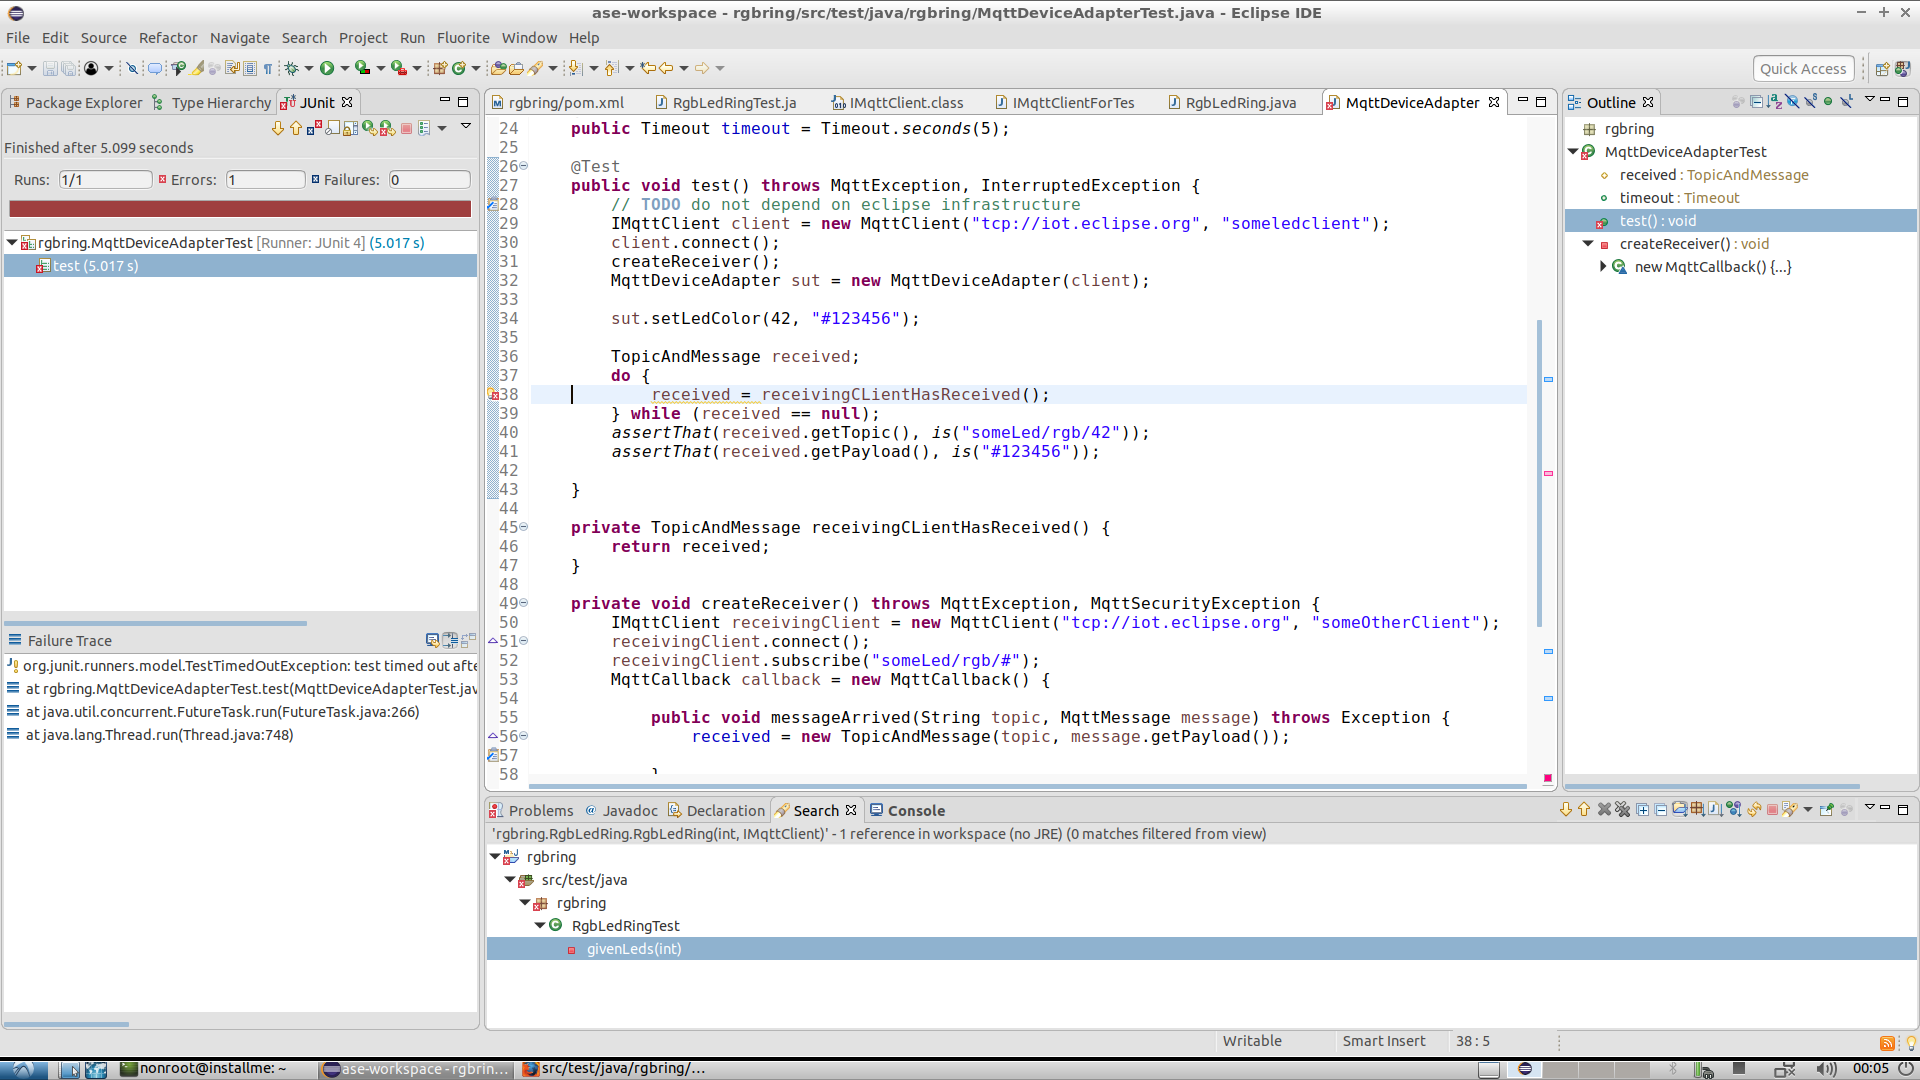 ase-workspace - rgbring/src/test/java/rgbring/MqttDeviceAdapterTest.java - Eclipse IDE
File Edit Source Refactor Navigate Search Project Run Fluorite Window Help
Quick Access
Package Explorer Type Hierarchy JUnit
Finished after 5.099 seconds
Runs: 1/1 Errors: 1 Failures: 0
rgbring.MqttDeviceAdapterTest [Runner: JUnit 4] (5.017 s)
test (5.017 s)
Failure Trace
org.junit.runners.model.TestTimedOutException: test timed out afte
at rgbring.MqttDeviceAdapterTest.test(MqttDeviceAdapterTest.jav
at java.util.concurrent.FutureTask.run(FutureTask.java:266)
at java.lang.Thread.run(Thread.java:748)
rgbring/pom.xml RgbLedRingTest.ja IMqttClient.class IMqttClientForTes RgbLedRing.java MqttDeviceAdapter
24 public Timeout timeout = Timeout.seconds(5);
25
26 @Test
27 public void test() throws MqttException, InterruptedException {
28 // TODO do not depend on eclipse infrastructure
29 IMqttClient client = new MqttClient("tcp://iot.eclipse.org", "someledclient");
30 client.connect();
31 createReceiver();
32 MqttDeviceAdapter sut = new MqttDeviceAdapter(client);
33
34 sut.setLedColor(42, "#123456");
35
36 TopicAndMessage received;
37 do {
38 received = receivingCLientHasReceived();
39 } while (received == null);
40 assertThat(received.getTopic(), is("someLed/rgb/42"));
41 assertThat(received.getPayload(), is("#123456"));
42
43 }
44
45 private TopicAndMessage receivingCLientHasReceived() {
46 return received;
47 }
48
49 private void createReceiver() throws MqttException, MqttSecurityException {
50 IMqttClient receivingClient = new MqttClient("tcp://iot.eclipse.org", "someOtherClient");
51 receivingClient.connect();
52 receivingClient.subscribe("someLed/rgb/#");
53 MqttCallback callback = new MqttCallback() {
54
55 public void messageArrived(String topic, MqttMessage message) throws Exception {
56 received = new TopicAndMessage(topic, message.getPayload());
57
58 }
Outline
rgbring
MqttDeviceAdapterTest
received : TopicAndMessage
timeout : Timeout
test() : void
createReceiver() : void
new MqttCallback() {...}
Problems Javadoc Declaration Search Console
'rgbring.RgbLedRing.RgbLedRing(int, IMqttClient)' - 1 reference in workspace (no JRE) (0 matches filtered from view)
rgbring
src/test/java
rgbring
RgbLedRingTest
givenLeds(int)
Writable Smart Insert 38 : 5
nonroot@installme: ~ ase-workspace - rgbrin... src/test/java/rgbring/... 00:05